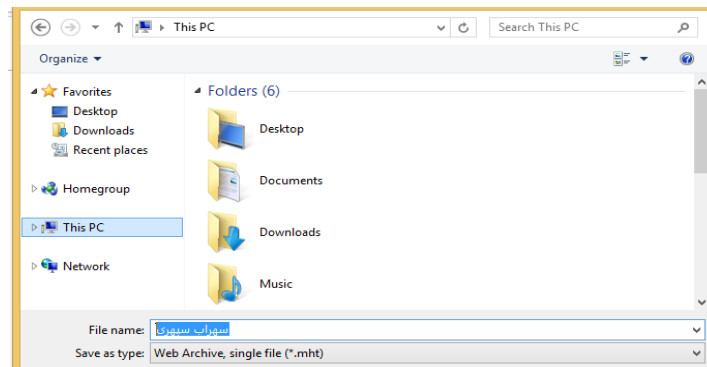 This PC
Search This PC
Organize
Favorites
Desktop
Downloads
Recent places
Homegroup
This PC
Network
Folders (6)
Desktop
Documents
Downloads
Music
File name: سهراب سپهری
Save as type: Web Archive, single file (*.mht)